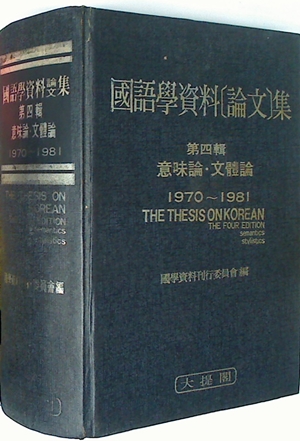 國語學資料論文集
第四輯
意味論·文體論
1970~1981
THE THESIS ON
KOREAN
EDITION
semantics
stylistics
國語學資料〔論文〕集
第四輯
意味論·文體論
1970~1981
THE THESIS ON KOREAN
THE FOUR EDITION
semantics
stylistics
國學資料刊行委員會 編
大提閣